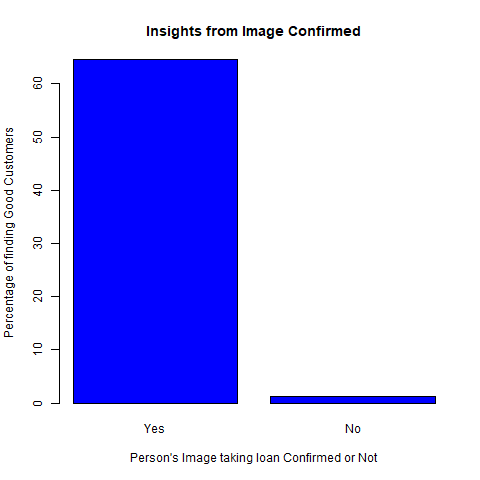 Insights from Image Confirmed
Percentage of finding Good Customers
60
50
40
30
20
10
0
Yes
No
Person's Image taking loan Confirmed or Not